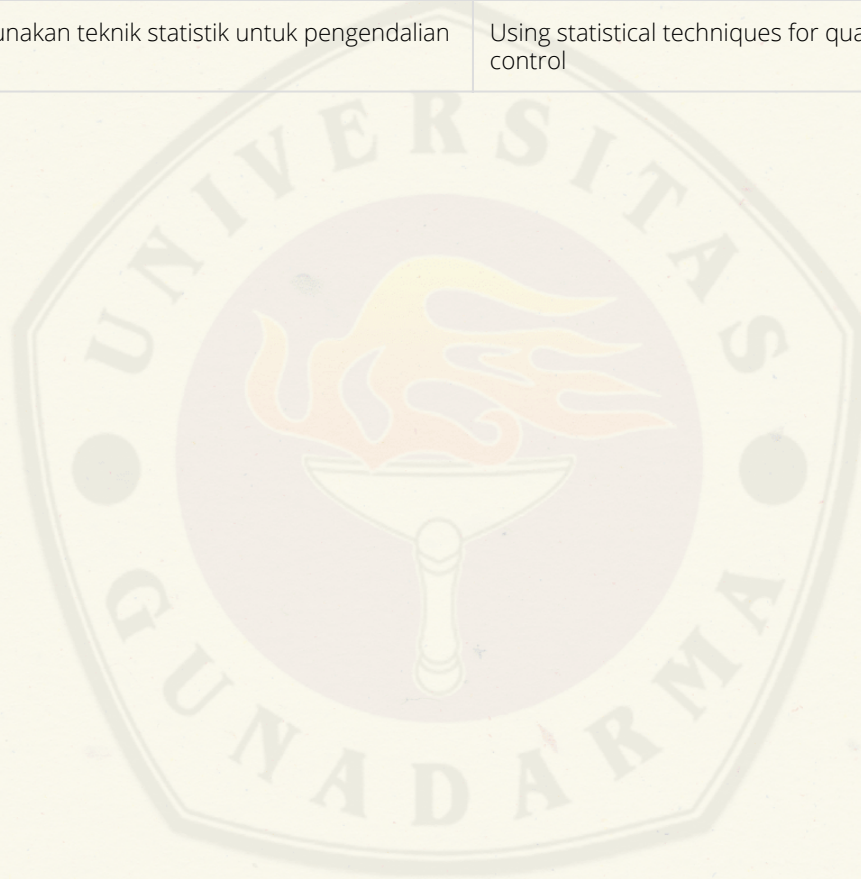 unakan teknik statistik untuk pengendalian
Using statistical techniques for qua
control
UNIVERSITAS
GUNADARMA